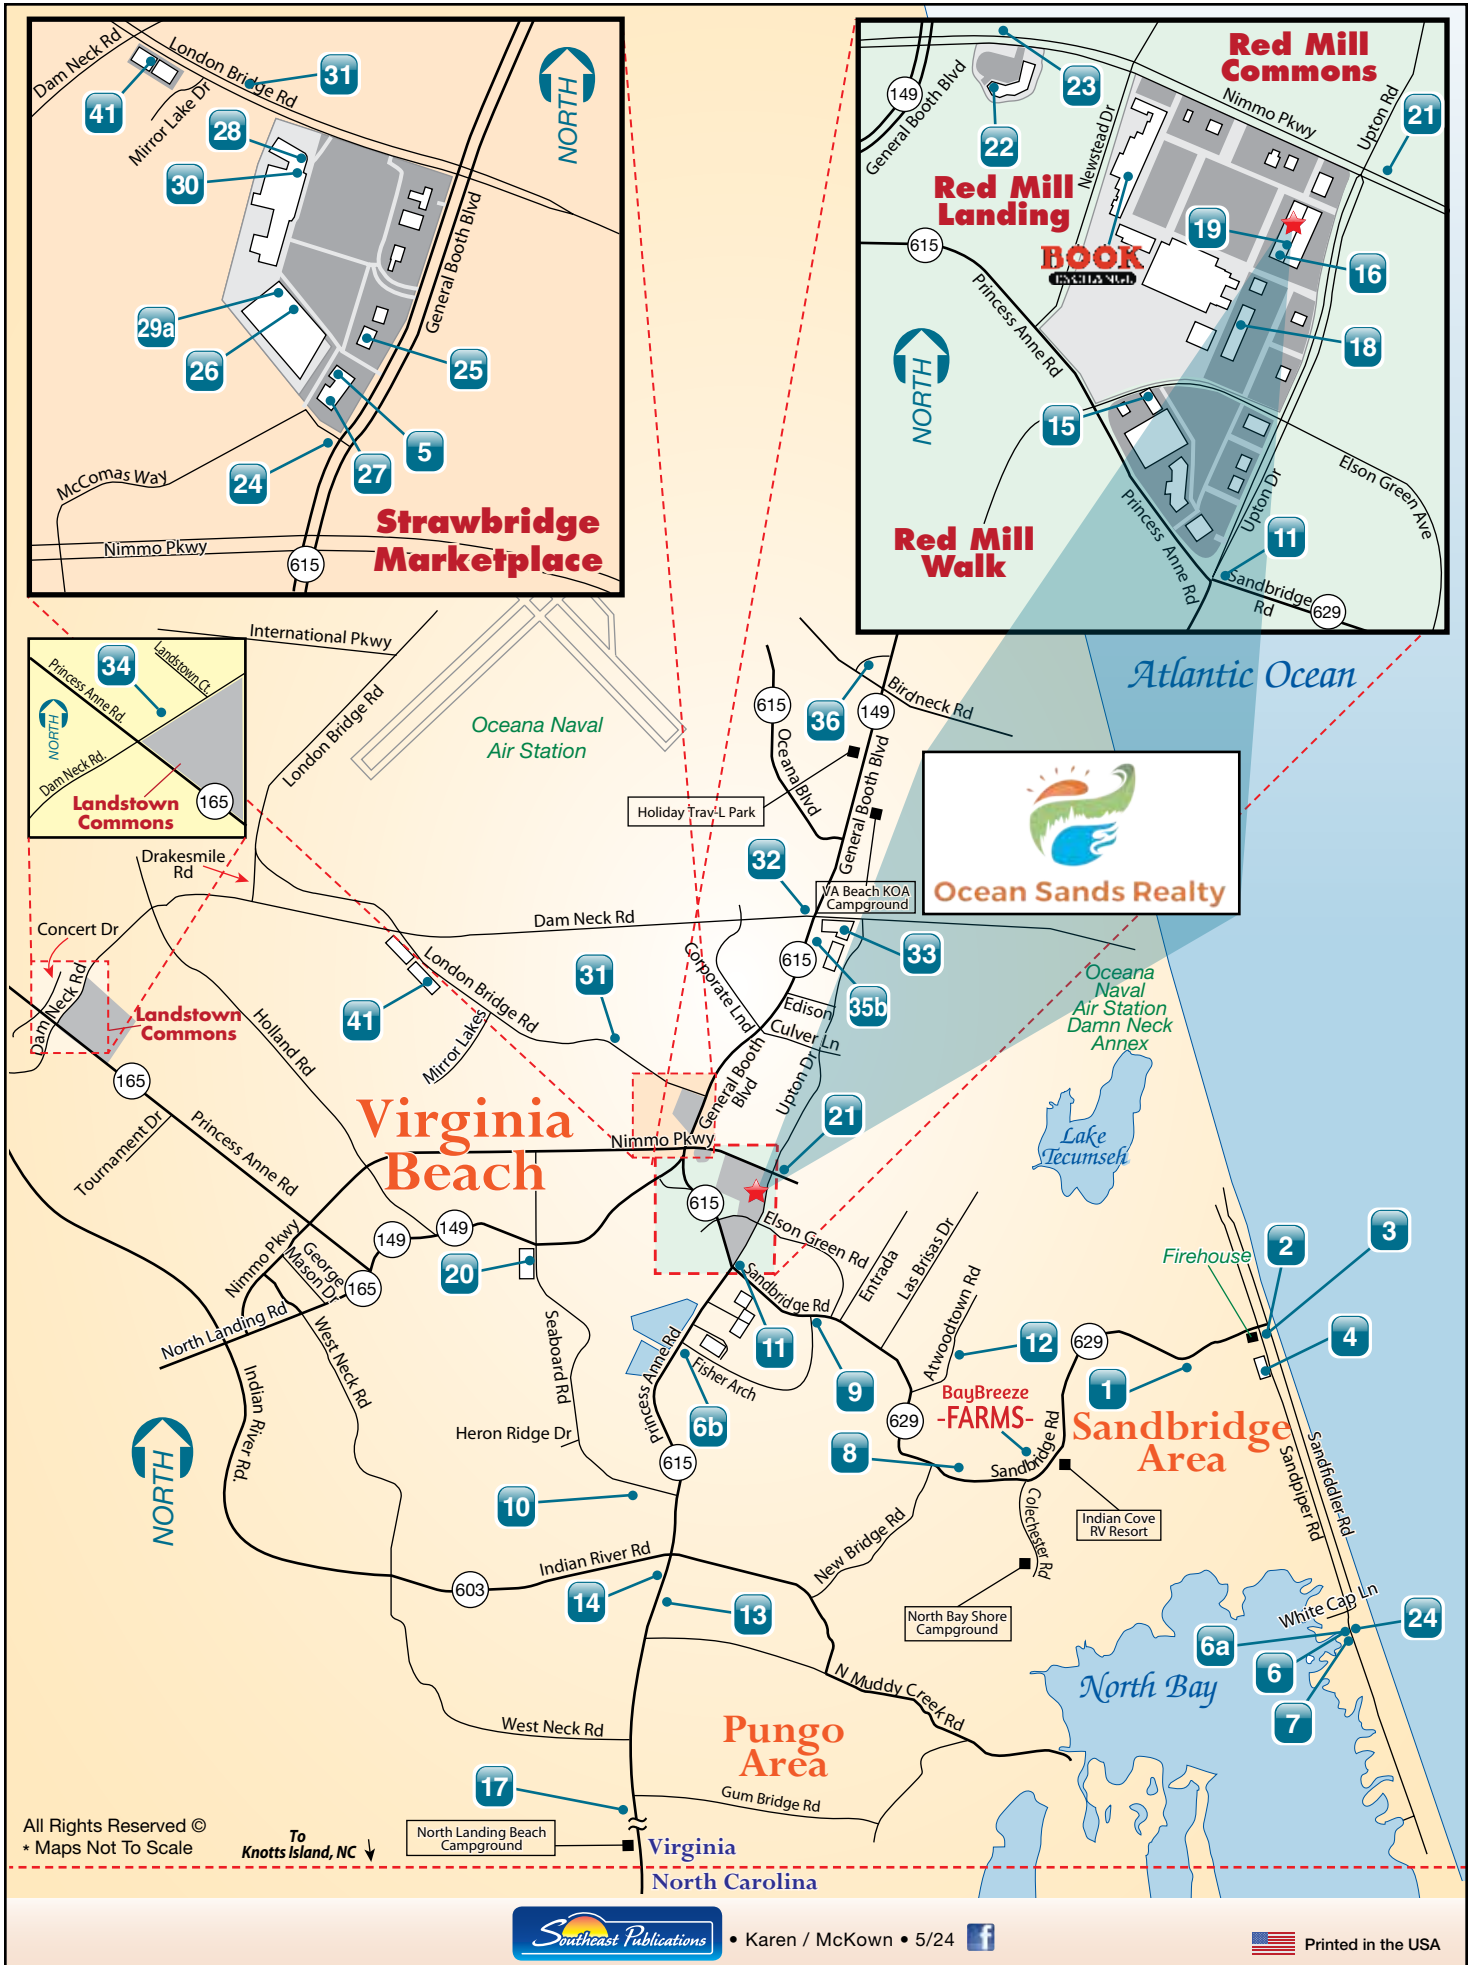 Dam Neck Rd
London Bridge Rd
31
41
Mirror Lake Dr
28
30
NORTH
General Booth Blvd
29a
26
25
5
27
24
McComas Way
Nimmo Pkwy
615
Strawbridge
Marketplace
Red Mill
Commons
149
General Booth Blvd
23
22
Newstead Dr
Nimmo Pkwy
Upton Rd
21
Red Mill
Landing
BOOK
EXCHANGE
19
16
615
Princess Anne Rd
18
NORTH
15
Elson Green Ave
Upton Dr
Princess Anne Rd
Red Mill
Walk
11
Sandbridge
Rd
629
International Pkwy
London Bridge Rd
34
Landstown Ct.
Princess Anne Rd.
NORTH
Dam Neck Rd.
Landstown
Commons
165
Oceana Naval
Air Station
615
Oceana Blvd
36
149
Birdneck Rd
General Booth Blvd
Holiday Trav-L Park
Atlantic Ocean
Ocean Sands Realty
Drakesmile
Rd
32
VA Beach KOA
Campground
Concert Dr
Dam Neck Rd
Dam Neck Rd
33
615
35b
Corporate Lnd
Edison
Culver Ln
Oceana
Naval
Air Station
Damn Neck
Annex
Landstown
Commons
Holland Rd
London Bridge Rd
31
41
Mirror Lakes
General Booth
Blvd
Upton Dr
165
Virginia
Beach
Nimmo Pkwy
21
Lake
Tecumseh
Tournament Dr
Princess Anne Rd
615
Elson Green Rd
Entrada
Las Brisas Dr
149
149
20
Nimmo Pkwy
George
Mason Dr
165
North Landing Rd
Firehouse
2
3
4
Sandbridge Rd
Atwoodtown Rd
12
629
1
11
9
Seaboard Rd
Princess Anne Rd
Fisher Arch
6b
BayBreeze
-FARMS-
West Neck Rd
Indian River Rd.
Heron Ridge Dr
629
8
Sandbridge Rd
Sandbridge
Area
Sandfiddler Rd
Sandpiper Rd
NORTH
615
10
Indian Cove
RV Resort
Colechester Rd
New Bridge Rd
Indian River Rd
603
14
13
North Bay Shore
Campground
White Cap Ln
24
6a
6
7
North Bay
N Muddy Creek Rd
West Neck Rd
Pungo
Area
Gum Bridge Rd
17
All Rights Reserved ©
* Maps Not To Scale
To
Knotts Island, NC
North Landing Beach
Campground
Virginia
North Carolina
Southeast Publications
• Karen / McKown • 5/24
f
Printed in the USA